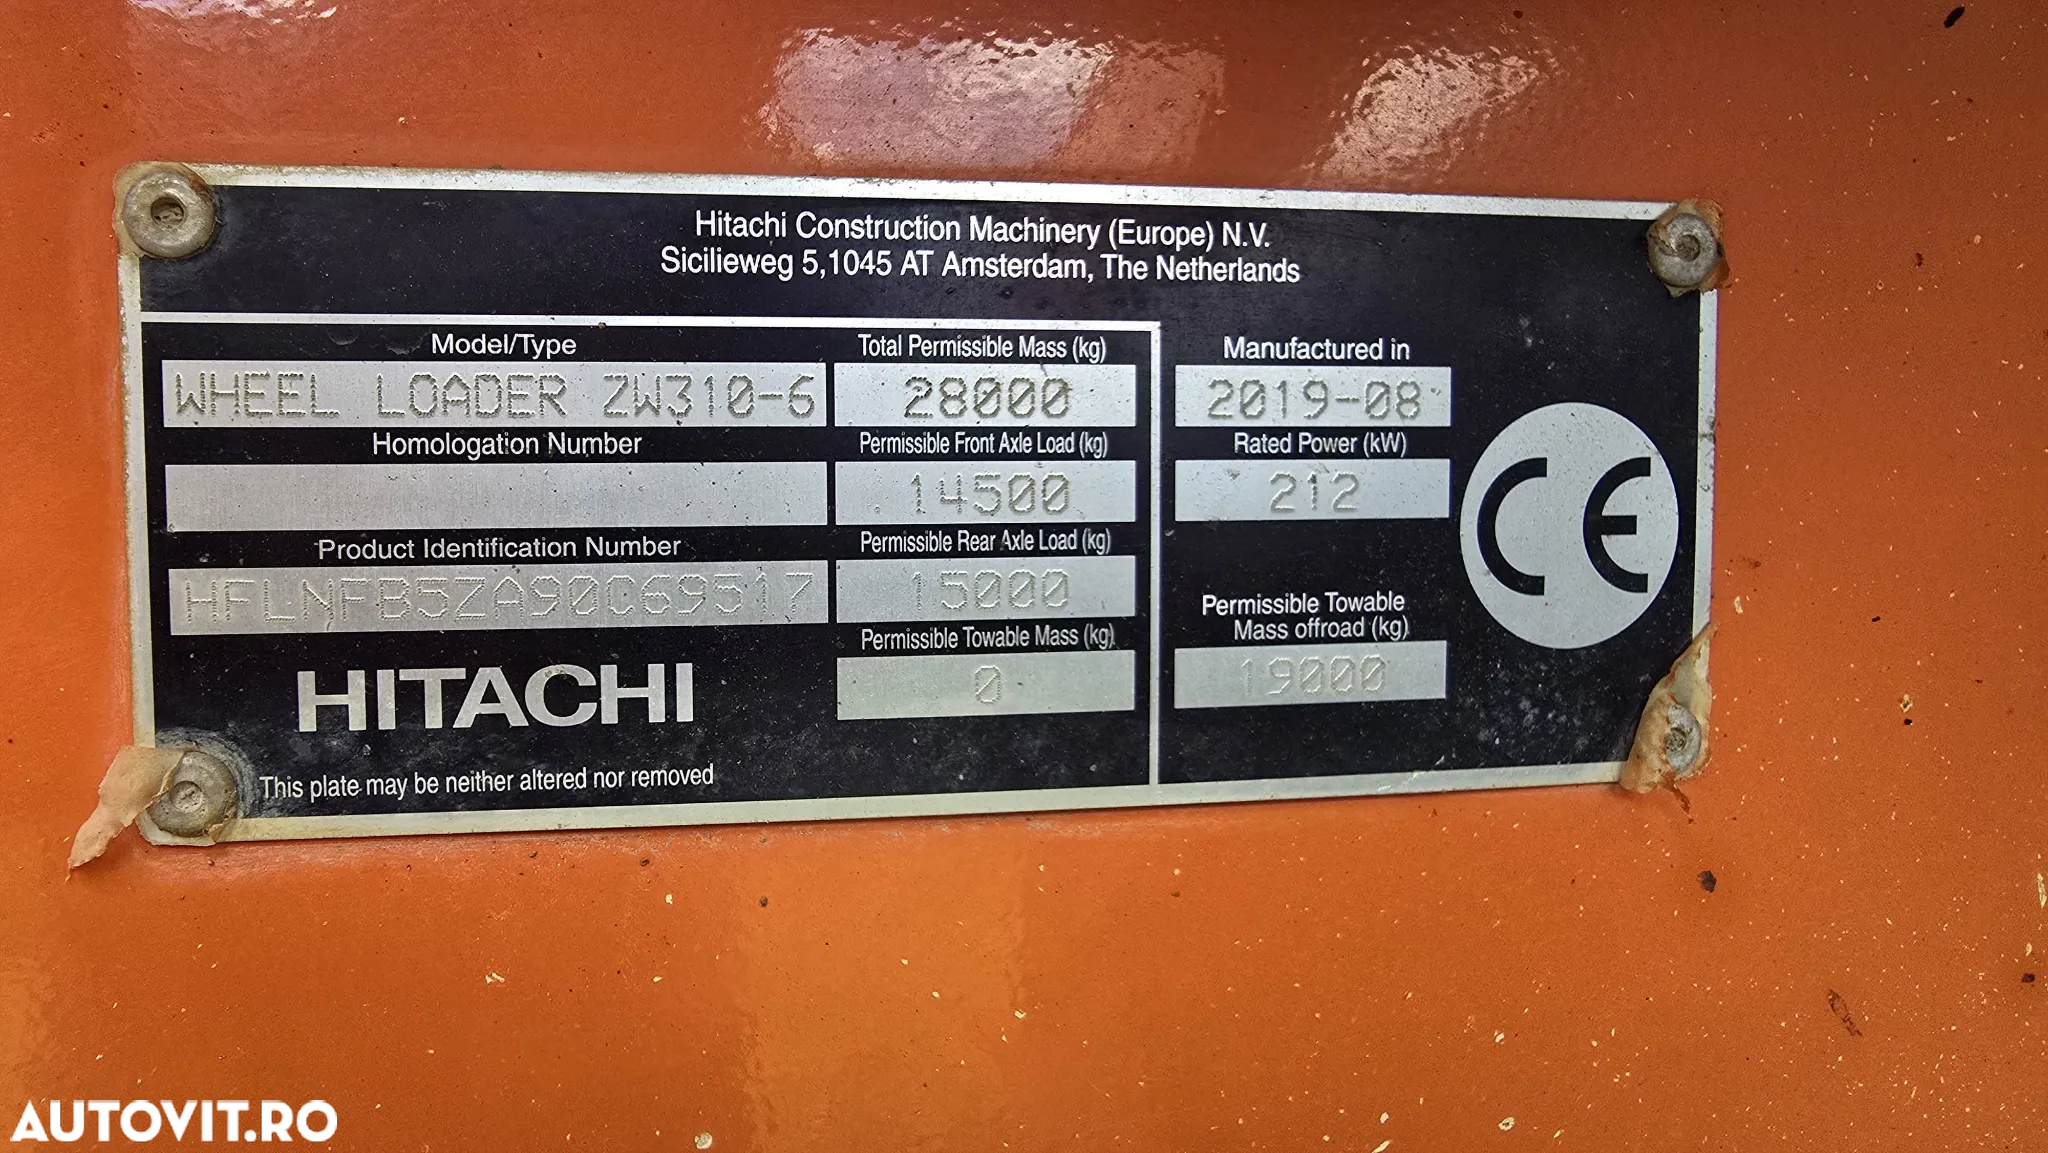 Hitachi Construction Machinery (Europe) N.V.
Sicilieweg 5,1045 AT Amsterdam, The Netherlands
Model/Type
WHEEL LOADER ZW310-6
Homologation Number
Product Identification Number
HFLNFB5ZA90C69517
HITACHI
This plate may be neither altered nor removed
Total Permissible Mass (kg)
28000
Permissible Front Axle Load (kg)
14500
Permissible Rear Axle Load (kg)
15000
Permissible Towable Mass (kg)
0
Manufactured in
2019-08
Rated Power (kW)
212
Permissible Towable
Mass offroad (kg)
19000
CE
AUTOVIT.RO